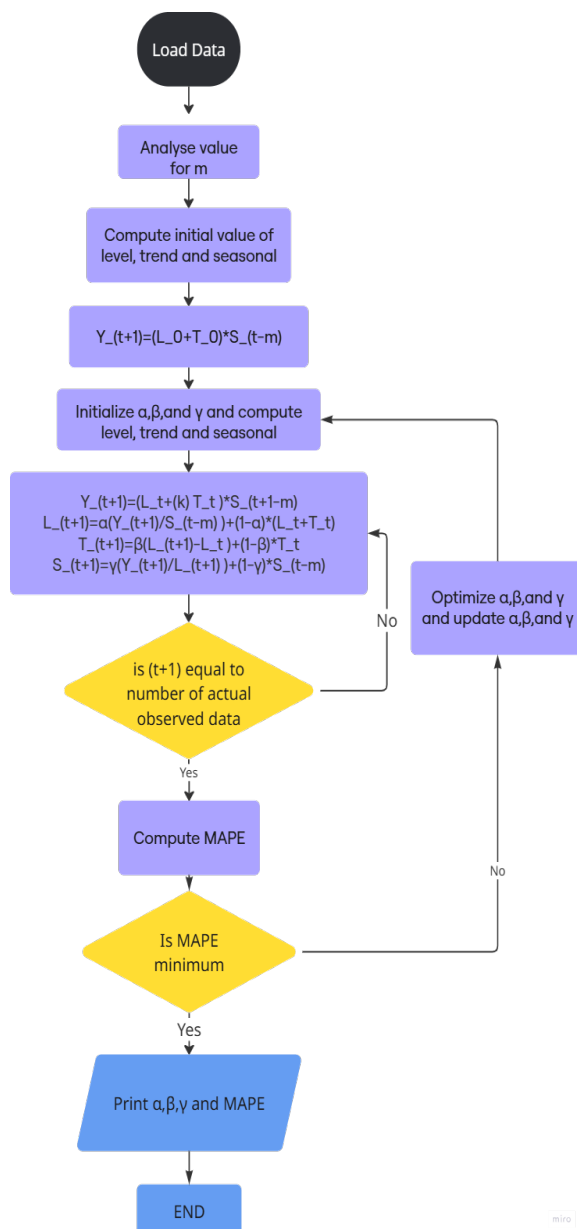 Load Data
Analyse value
for m
Compute initial value of
level, trend and seasonal
Y_(t+1)=(L_0+T_0)*S_(t-m)
Initialize α,β,and γ and compute
level, trend and seasonal
Y_(t+1)=(L_t+(k) T_t )*S_(t+1-m)
L_(t+1)=α(Y_(t+1)/S_(t-m) )+(1-α)*(L_t+T_t)
T_(t+1)=β(L_(t+1)-L_t )+(1-β)*T_t
S_(t+1)=γ(Y_(t+1)/L_(t+1) )+(1-γ)*S_(t-m)
No
Optimize α,β,and γ
and update α,β,and γ
is (t+1) equal to
number of actual
observed data
Yes
Compute MAPE
No
Is MAPE
minimum
Yes
Print α,β,γ and MAPE
END
miro